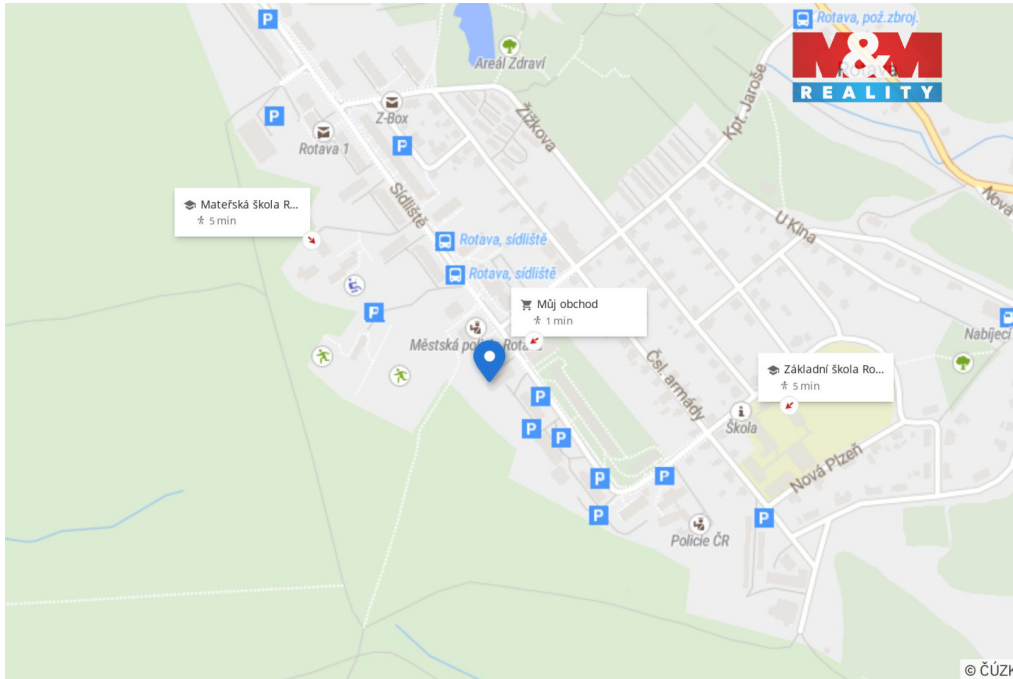 P
Rotava, pož.zbroj.
M&M
Rotava
REALITY
Areál Zdraví
Z-Box
Žižkova
Kpt. Jaroše
P
Rotava 1
P
Nová
Sídliště
Mateřská škola R...
5 min
U Kina
Rotava, sídliště
Rotava, sídliště
Můj obchod
1 min
P
Nabíjecí
Městská policie Rota
Čsl. armády
Základní škola Ro...
5 min
P
Škola
P
P
Nová Plzeň
P
P
P
P
Policie ČR
© ČÚZK